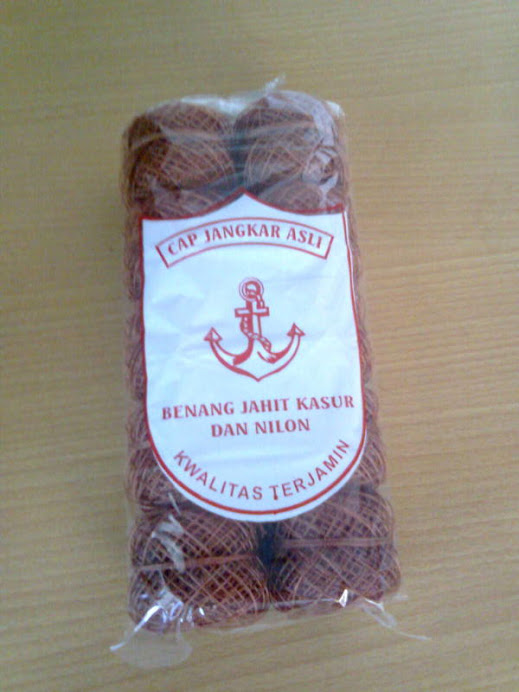 CAP JANGKAR ASLI
BENANG JAHIT KASUR
DAN NILON
KWALITAS TERJAMIN